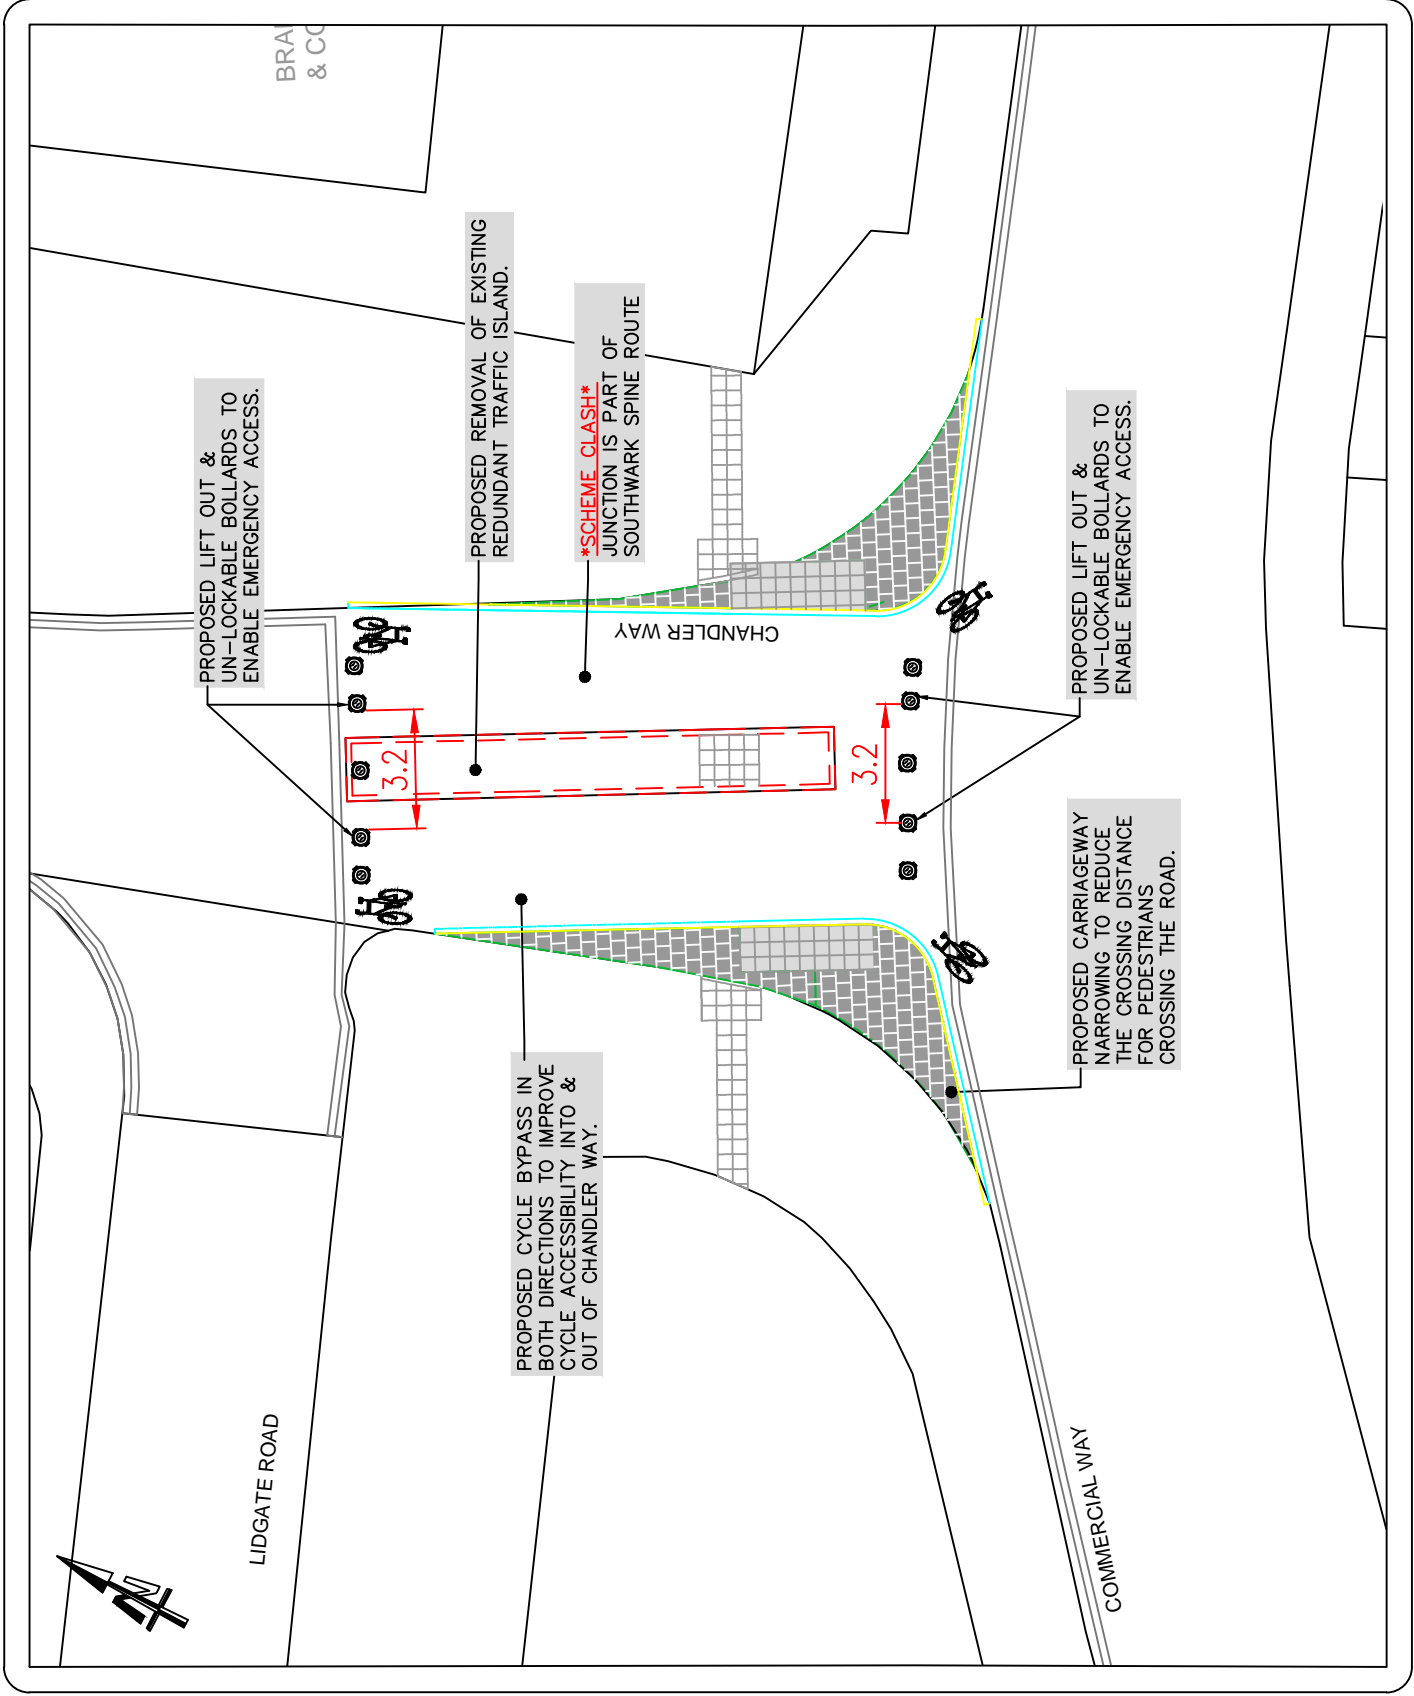 BRA
& CO
PROPOSED LIFT OUT &
UN-LOCKABLE BOLLARDS TO
ENABLE EMERGENCY ACCESS.
PROPOSED REMOVAL OF EXISTING
REDUNDANT TRAFFIC ISLAND.
*SCHEME CLASH*
JUNCTION IS PART OF
SOUTHWARK SPINE ROUTE
CHANDLER WAY
3.2
3.2
PROPOSED LIFT OUT &
UN-LOCKABLE BOLLARDS TO
ENABLE EMERGENCY ACCESS.
PROPOSED CARRIAGEWAY
NARROWING TO REDUCE
THE CROSSING DISTANCE
FOR PEDESTRIANS
CROSSING THE ROAD.
PROPOSED CYCLE BYPASS IN
BOTH DIRECTIONS TO IMPROVE
CYCLE ACCESSIBILITY INTO &
OUT OF CHANDLER WAY.
LIDGATE ROAD
COMMERCIAL WAY
N